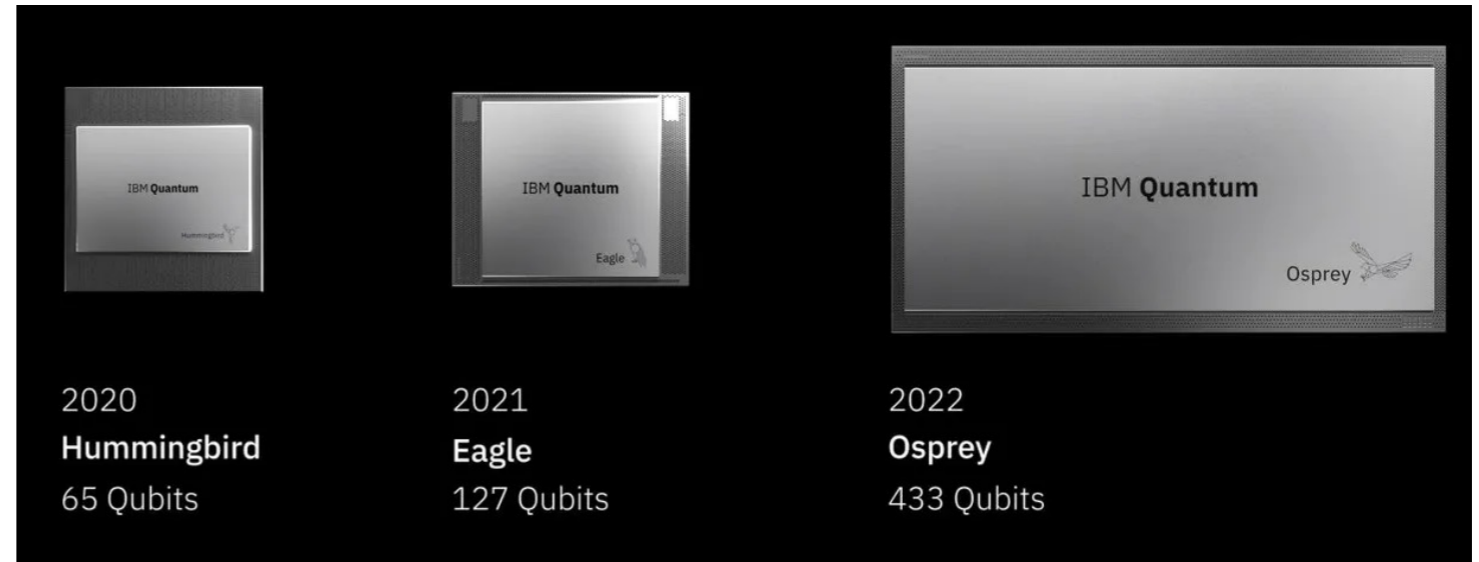 IBM Quantum
Hummingbird
IBM Quantum
Eagle
IBM Quantum
Osprey
2020
Hummingbird
65 Qubits
2021
Eagle
127 Qubits
2022
Osprey
433 Qubits